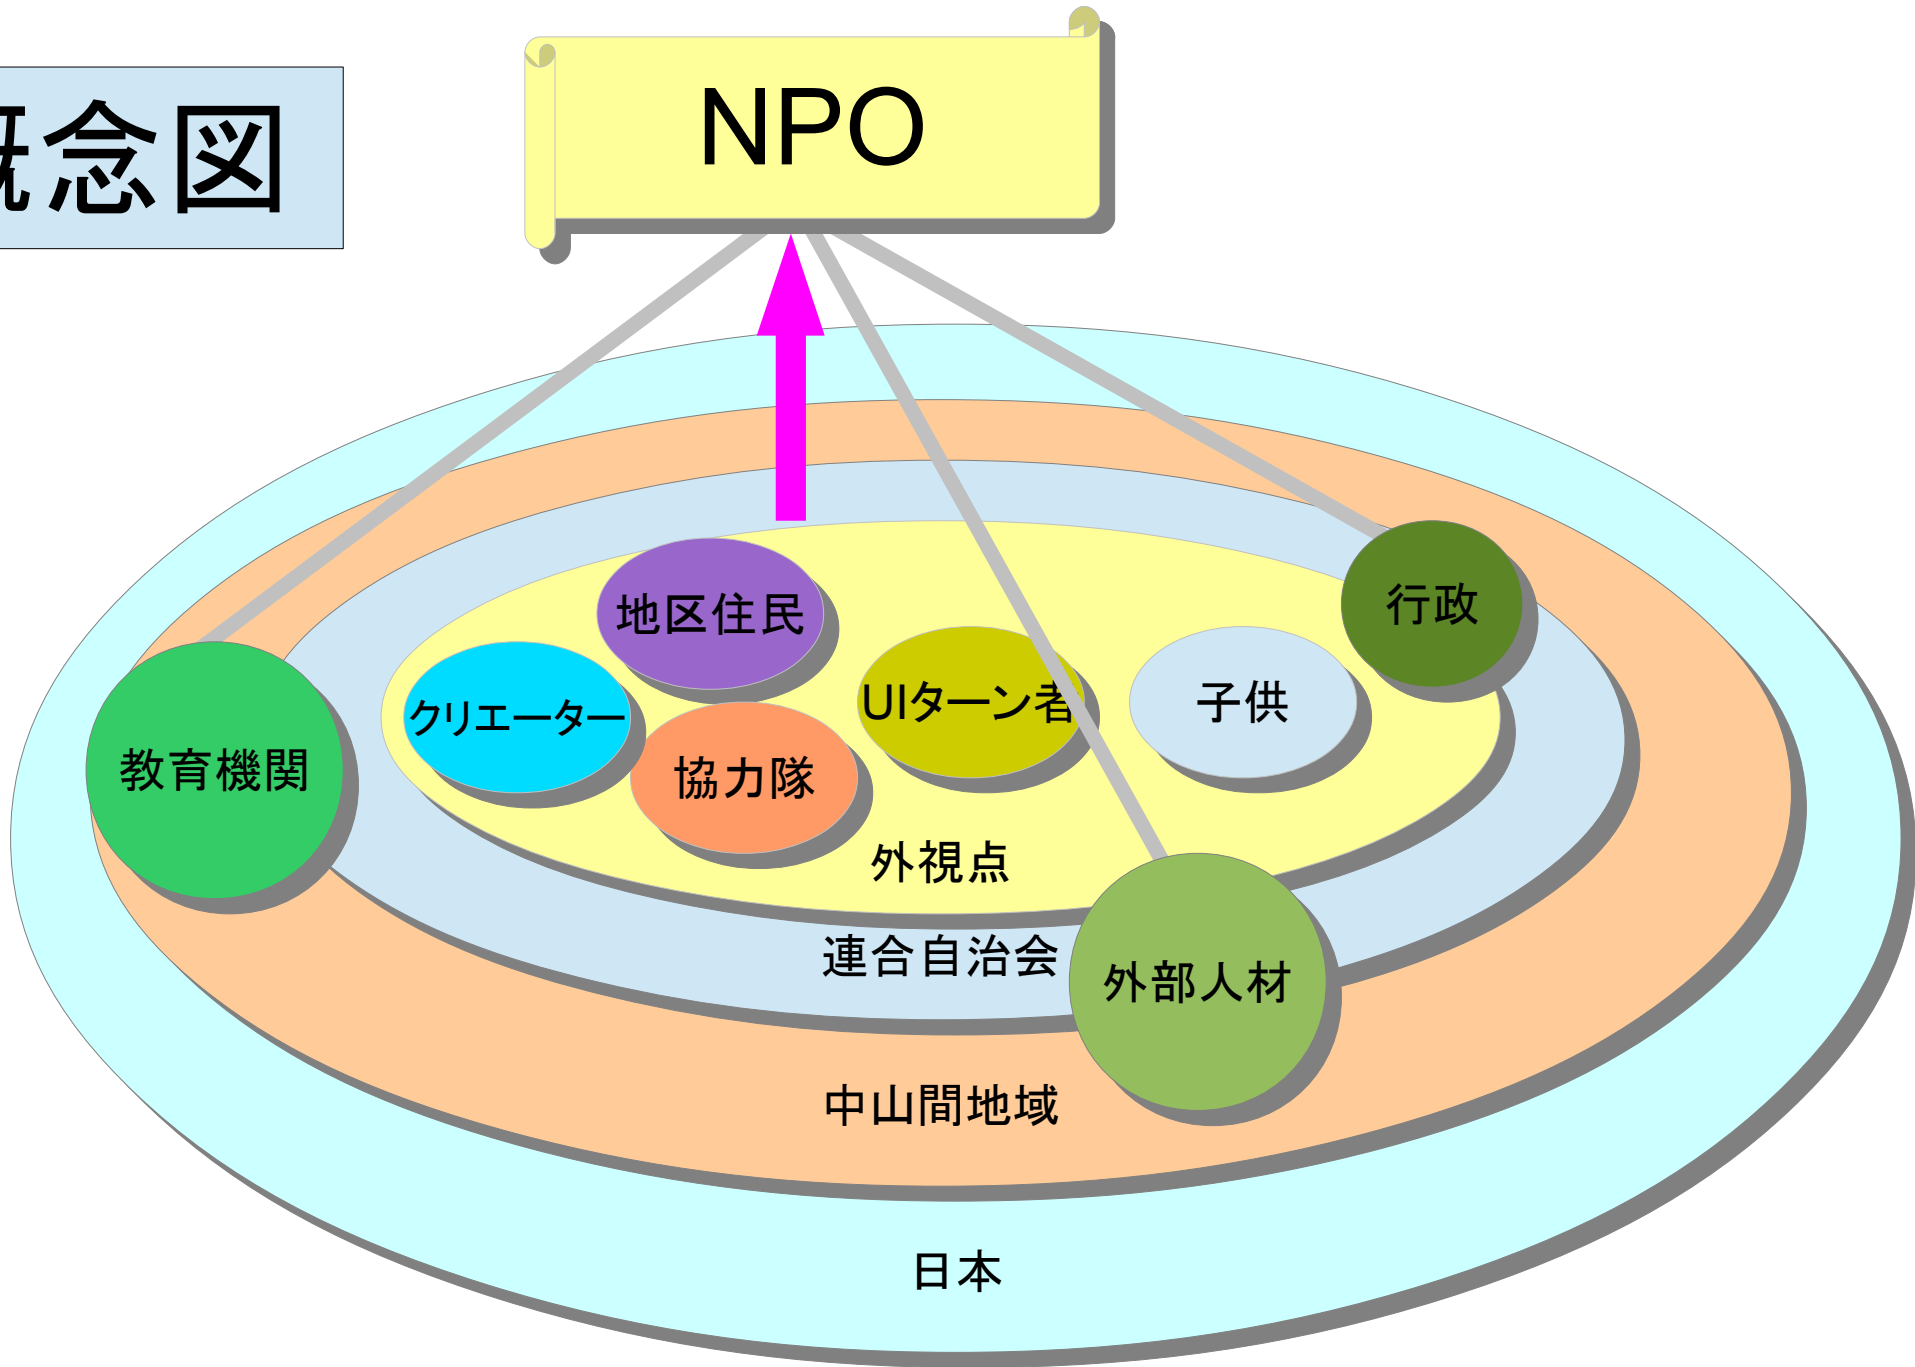 概念図
NPO
地区住民
行政
クリエーター
UIターン者
子供
教育機関
協力隊
外視点
連合自治会
外部人材
中山間地域
日本